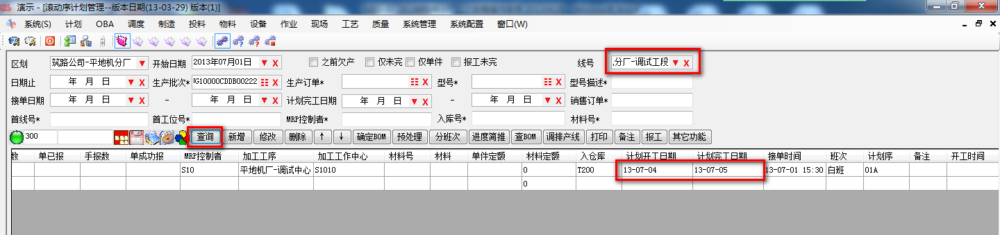 演示 - [滚动序计划管理--版本日期(13-03-29) 版本(1)]
系统(S) 计划 OBA 调度 制造 投料 物料 设备 作业 现场 工艺 质量 系统管理 系统配置 窗口(W)
区划 筑路公司-平地机分厂 开始日期 2013年07月01日 X 之前欠产 仅未完 仅单件 报工未完 线号 .分厂-调试工段 X
日期止 年 月 日 X 生产批次* G10000CDDB00222 X 生产订单* X 型号* X 型号描述*
接单日期 年 月 日 X - 年 月 日 X 计划完工日期 年 月 日 X - 年 月 日 X 销售订单*
首线号* 首工位号* MRP控制者* 入库号* 材料号*
300 查询 新增 修改 删除 ↑ ↓ 确定BOM 预处理 分班次 进度简推 查BOM 调排产线 打印 备注 报工 其它功能
数 单已报 手报数 单成功报 MRP控制者 加工工序 加工工作中心 材料号 材料 单件定额 材料定额 入仓库 计划开工日期 计划完工日期 接单时间 班次 计划序 备注 开工时间
S10 平地机厂-调试中心 S1010 0 T200 13-07-04 13-07-05 13-07-01 15:30 白班 01A
0